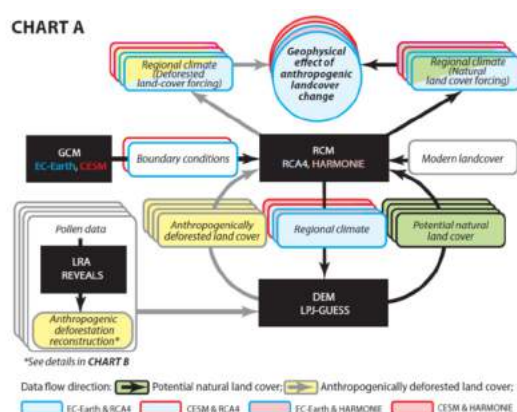 CHART A
Regional climate
(Deforested
land-cover forcing)
Geophysical
effect of
anthropogenic
landcover
change
Regional climate
(Natural
land cover forcing)
GCM
EC-Earth, CESM
Boundary conditions
RCM
RCA4, HARMONIE
Modern landcover
Pollen data
LRA
REVEALS
Anthropogenic
deforestation
reconstruction*
Anthropogenically
deforested land cover
Regional climate
Potential natural
land cover
DEM
LPJ-GUESS
*See details in CHART B
Data flow direction: Potential natural land cover; Anthropogenically deforested land cover;
EC-Earth & RCA4 CESM & RCA4 EC-Earth & HARMONIE CESM & HARMONIE